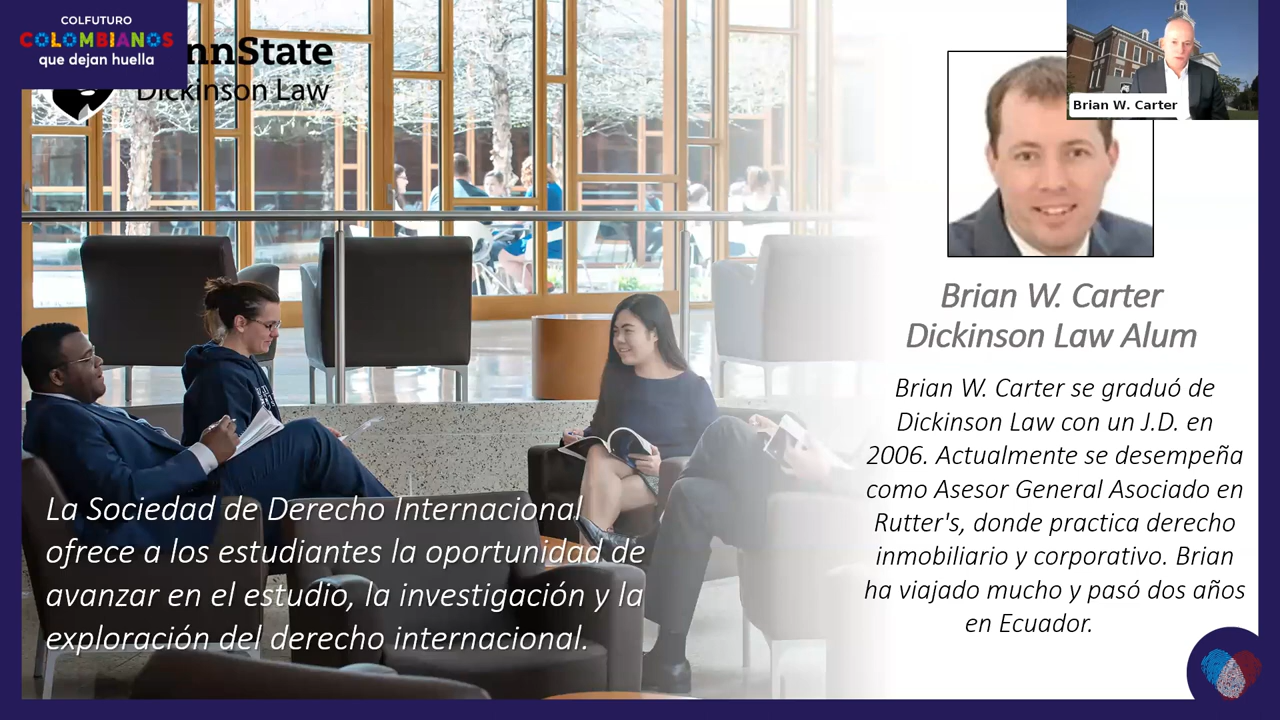 COLFUTURO
COLOMBIANOS
que dejan huella
nnState
Dickinson Law
Brian W. Carter
Brian W. Carter
Dickinson Law Alum
Brian W. Carter se graduó de
Dickinson Law con un J.D. en
2006. Actualmente se desempeña
como Asesor General Asociado en
Rutter's, donde practica derecho
inmobiliario y corporativo. Brian
ha viajado mucho y pasó dos años
en Ecuador.
La Sociedad de Derecho Internacional
ofrece a los estudiantes la oportunidad de
avanzar en el estudio, la investigación y la
exploración del derecho internacional.